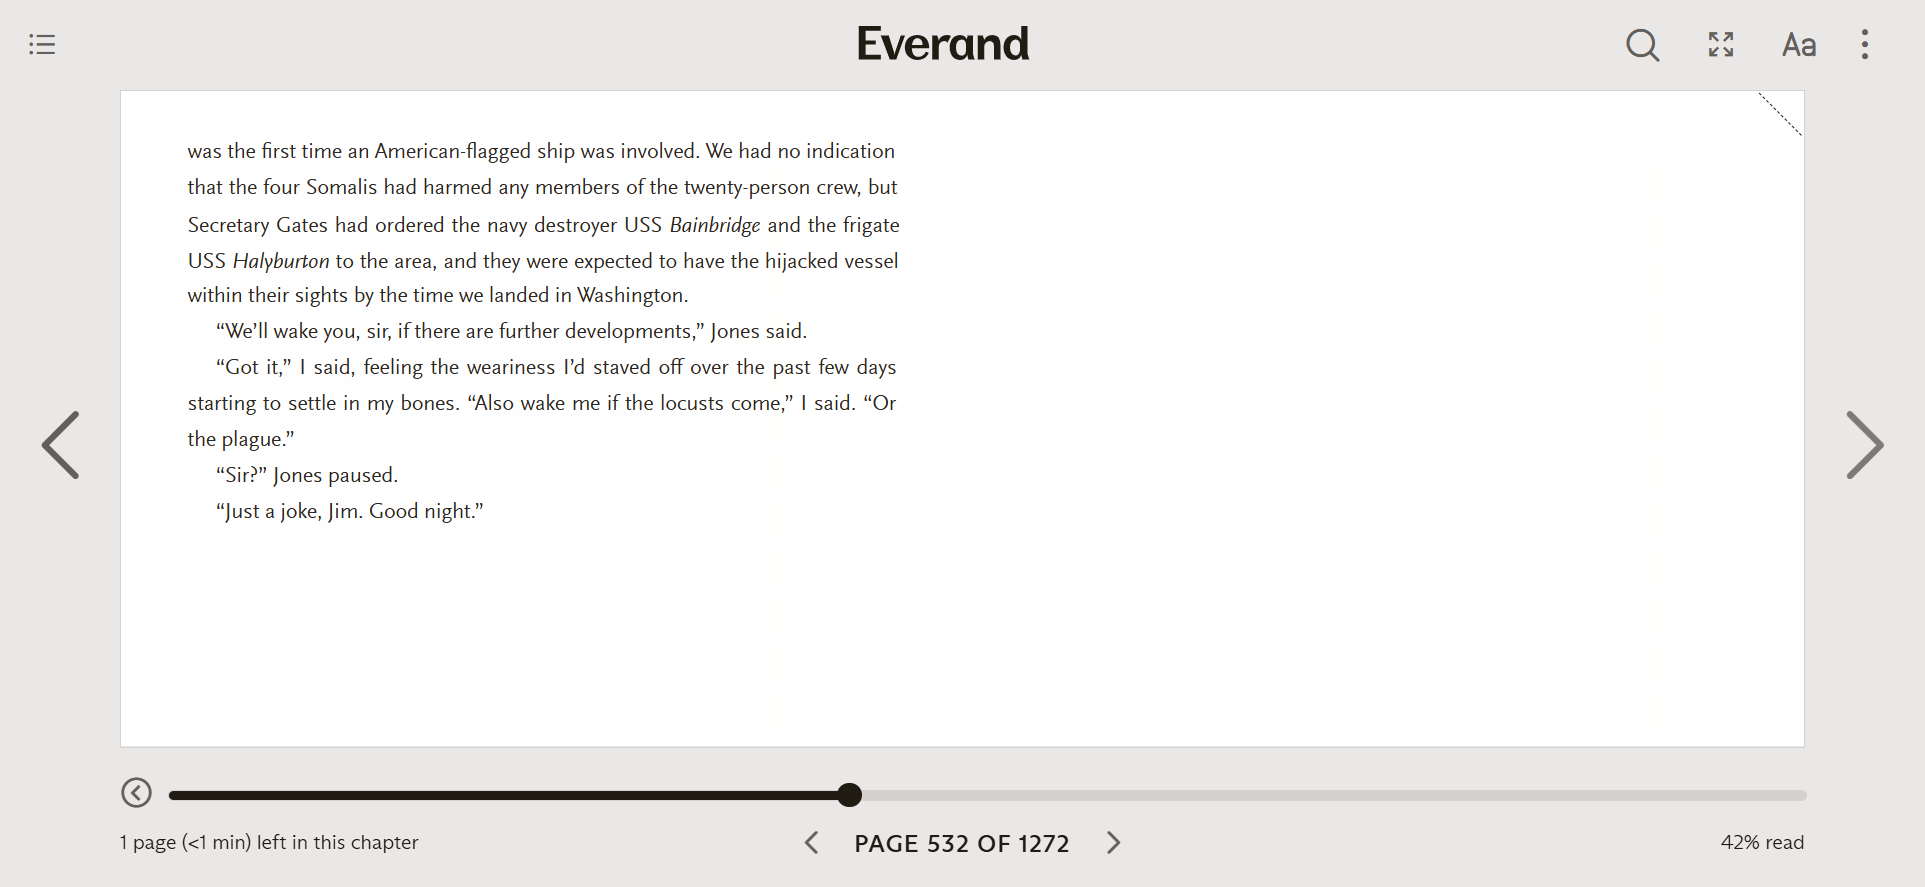 Everand
Aa
was the first time an American-flagged ship was involved. We had no indication
that the four Somalis had harmed any members of the twenty-person crew, but
Secretary Gates had ordered the navy destroyer USS Bainbridge and the frigate
USS Halyburton to the area, and they were expected to have the hijacked vessel
within their sights by the time we landed in Washington.
“We’ll wake you, sir, if there are further developments,” Jones said.
“Got it,” I said, feeling the weariness I’d staved off over the past few days
starting to settle in my bones. “Also wake me if the locusts come,” I said. “Or
the plague.”
“Sir?” Jones paused.
“Just a joke, Jim. Good night.”
1 page (<1 min) left in this chapter
PAGE 532 OF 1272
42% read